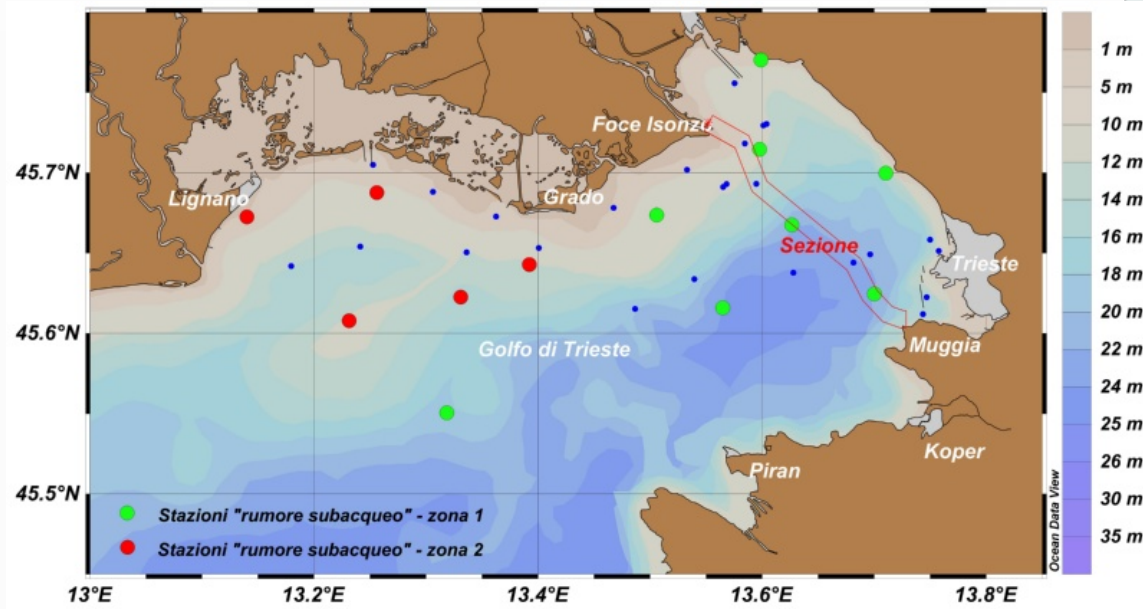 1 m
5 m
10 m
12 m
14 m
16 m
18 m
20 m
22 m
24 m
26 m
30 m
35 m
45.7°N
45.6°N
45.5°N
Foce Isonzo
Lignano
Grado
Sezione
Trieste
Golfo di Trieste
Muggia
Piran
Koper
Stazioni "rumore subacqueo" - zona 1
Stazioni "rumore subacqueo" - zona 2
Ocean Data View
13°E
13.2°E
13.4°E
13.6°E
13.8°E